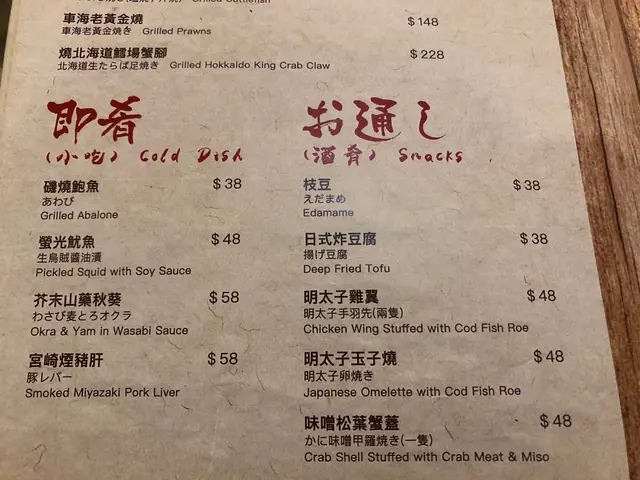 Grilled Cuttlefish
車海老黃金燒 $148
車海老黄金焼き Grilled Prawns
燒北海道鱈場蟹腳 $228
北海道生たらば足焼き Grilled Hokkaido King Crab Claw
即肴
(小吃) Cold Dish
磯燒鮑魚 $38
あわび
Grilled Abalone
螢光魷魚 $48
生烏賊醬油漬
Pickled Squid with Soy Sauce
芥末山藥秋葵 $58
わさび麦とろオクラ
Okra & Yam in Wasabi Sauce
宮崎煙豬肝 $58
豚レバー
Smoked Miyazaki Pork Liver
お通し
(酒肴) Snacks
枝豆 $38
えだまめ
Edamame
日式炸豆腐 $38
揚げ豆腐
Deep Fried Tofu
明太子雞翼 $48
明太子手羽先(兩隻)
Chicken Wing Stuffed with Cod Fish Roe
明太子玉子燒 $48
明太子卵焼き
Japanese Omelette with Cod Fish Roe
味噌松葉蟹蓋 $48
かに味噌甲羅焼き(一隻)
Crab Shell Stuffed with Crab Meat & Miso